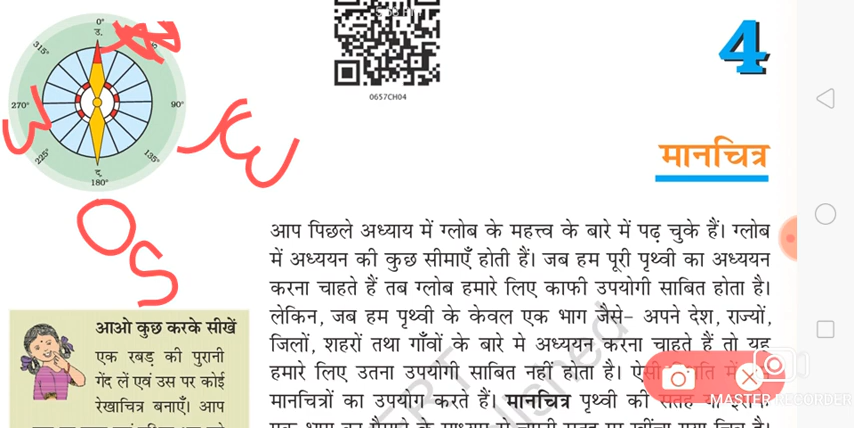 0°
उ.
315°
270°
90°
225°
135°
द.
180°
0657CH04
4
मानचित्र
आप पिछले अध्याय में ग्लोब के महत्त्व के बारे में पढ़ चुके हैं। ग्लोब
में अध्ययन की कुछ सीमाएँ होती हैं। जब हम पूरी पृथ्वी का अध्ययन
करना चाहते हैं तब ग्लोब हमारे लिए काफी उपयोगी साबित होता है।
लेकिन, जब हम पृथ्वी के केवल एक भाग जैसे– अपने देश, राज्यों,
जिलों, शहरों तथा गाँवों के बारे मे अध्ययन करना चाहते हैं तो यह
हमारे लिए उतना उपयोगी साबित नहीं होता है।
मानचित्रों का उपयोग करते हैं। मानचित्र पृथ्वी की सतह
आओ कुछ करके सीखें
एक रबड़ की पुरानी
गेंद लें एवं उस पर कोई
रेखाचित्र बनाएँ। आप
MASTER RECORDER